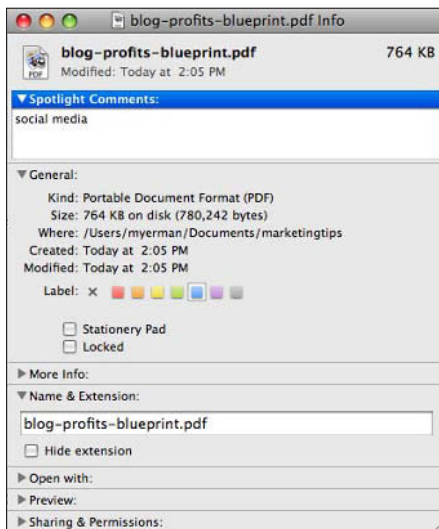 blog-profits-blueprint.pdf Info
blog-profits-blueprint.pdf 764 KB
Modified: Today at 2:05 PM
PDF
Spotlight Comments:
social media
General:
Kind: Portable Document Format (PDF)
Size: 764 KB on disk (780,242 bytes)
Where: /Users/myerman/Documents/marketingtips
Created: Today at 2:05 PM
Modified: Today at 2:05 PM
Label:
Stationery Pad
Locked
More Info:
Name & Extension:
blog-profits-blueprint.pdf
Hide extension
Open with:
Preview:
Sharing & Permissions: